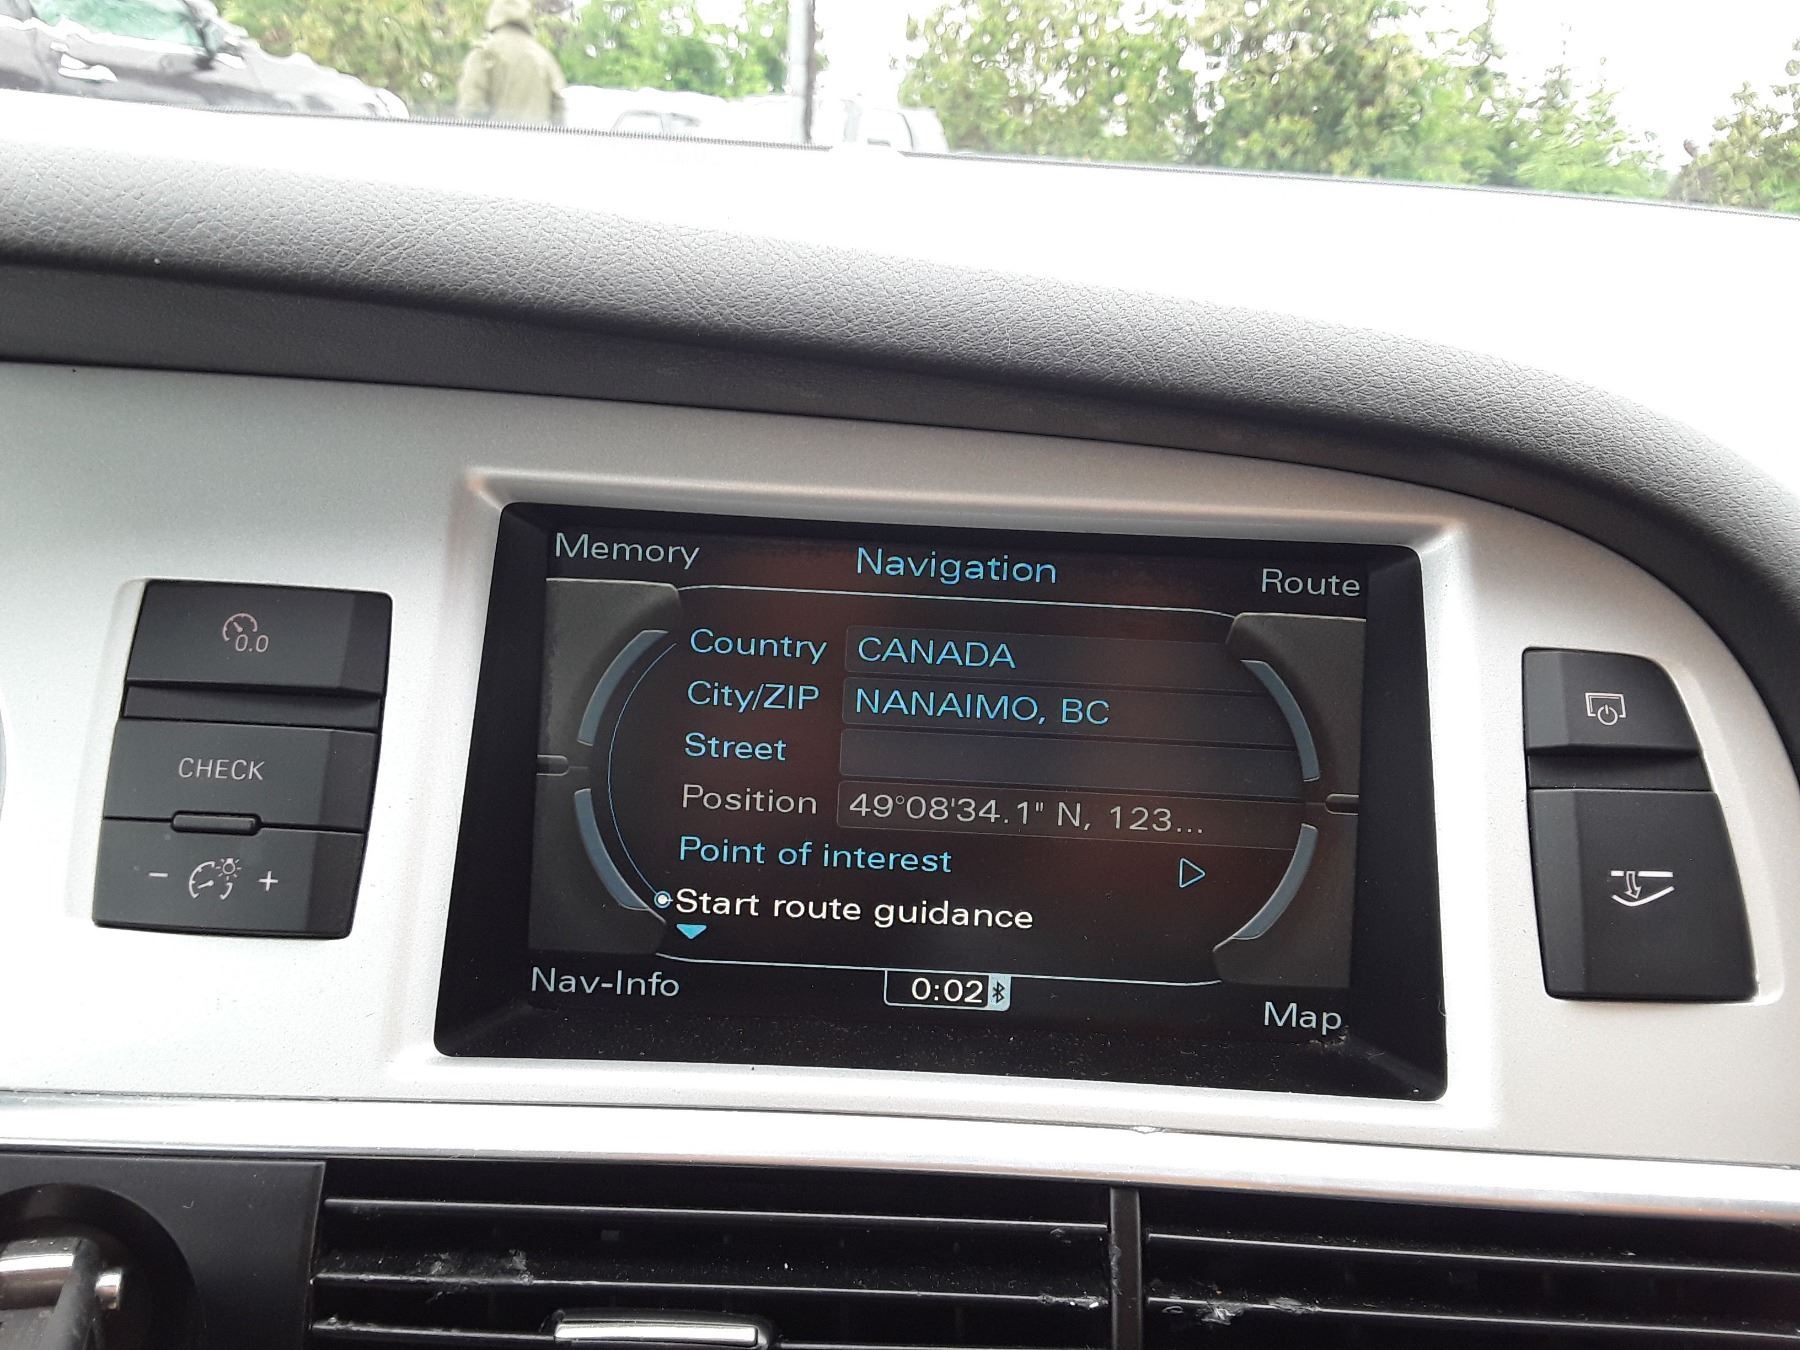 Memory Navigation Route
Country CANADA
City/ZIP NANAIMO, BC
Street
Position 49°08'34.1" N, 123...
Point of interest
Start route guidance
Nav-Info 0:02 Map
0.0
CHECK
- +